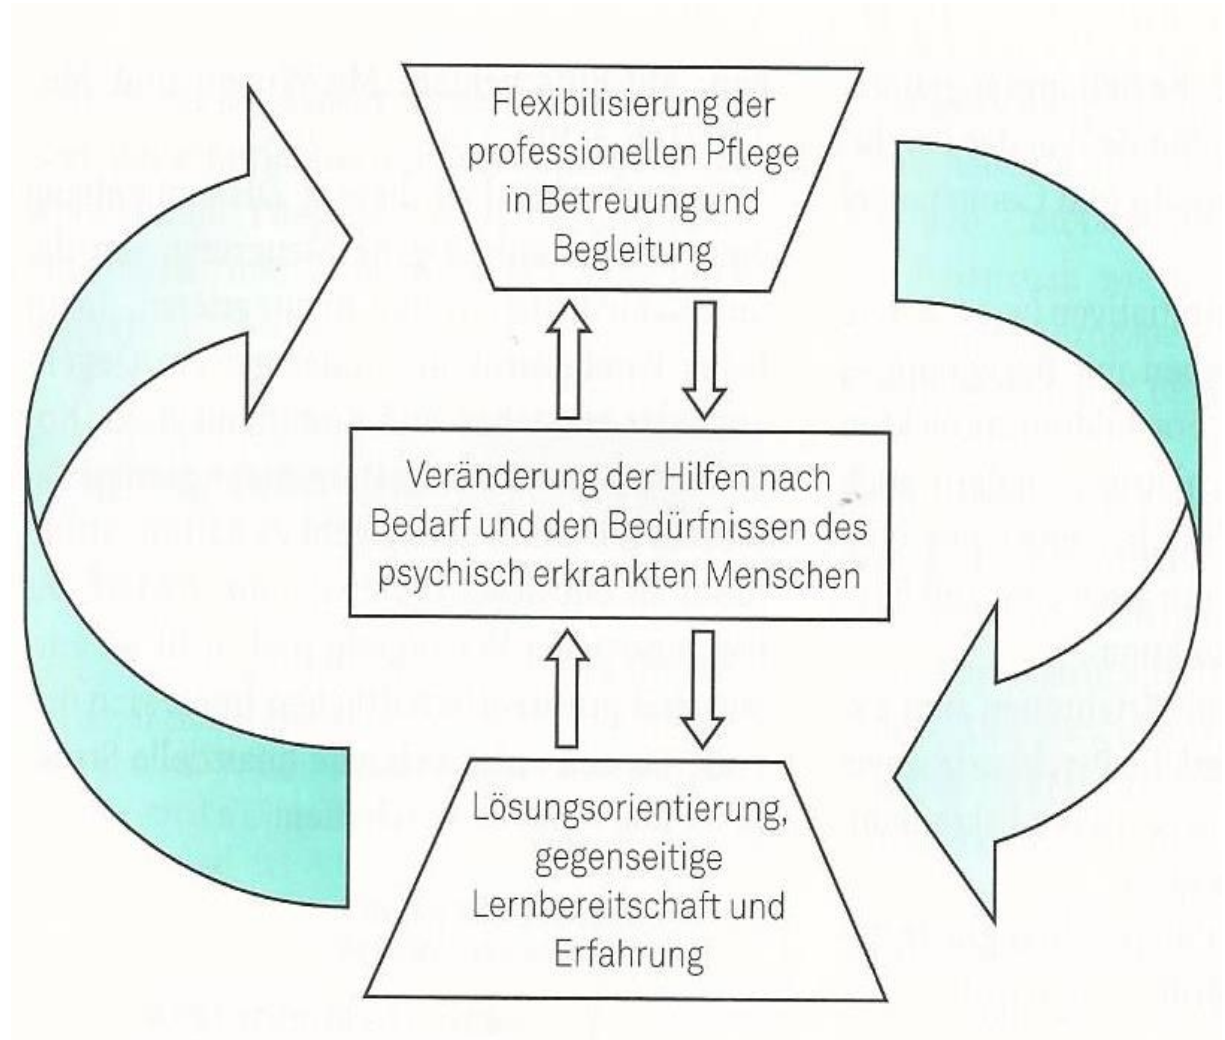 Flexibilisierung der
professionellen Pflege
in Betreuung und
Begleitung
Veränderung der Hilfen nach
Bedarf und den Bedürfnissen des
psychisch erkrankten Menschen
Lösungsorientierung,
gegenseitige
Lernbereitschaft und
Erfahrung